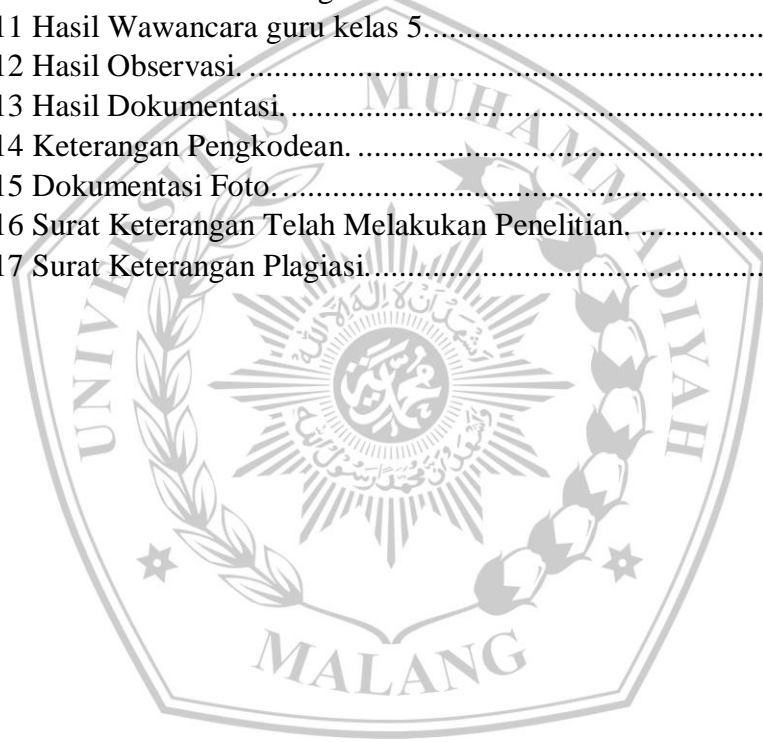 11 Hasil Wawancara guru kelas 5.............................................
12 Hasil Observasi. ....................................................................
13 Hasil Dokumentasi. ...............................................................
14 Keterangan Pengkodean. ......................................................
15 Dokumentasi Foto. ................................................................
16 Surat Keterangan Telah Melakukan Penelitian. .................
17 Surat Keterangan Plagiasi.....................................................
UNIVERSITAS MUHAMMADIYAH
MALANG